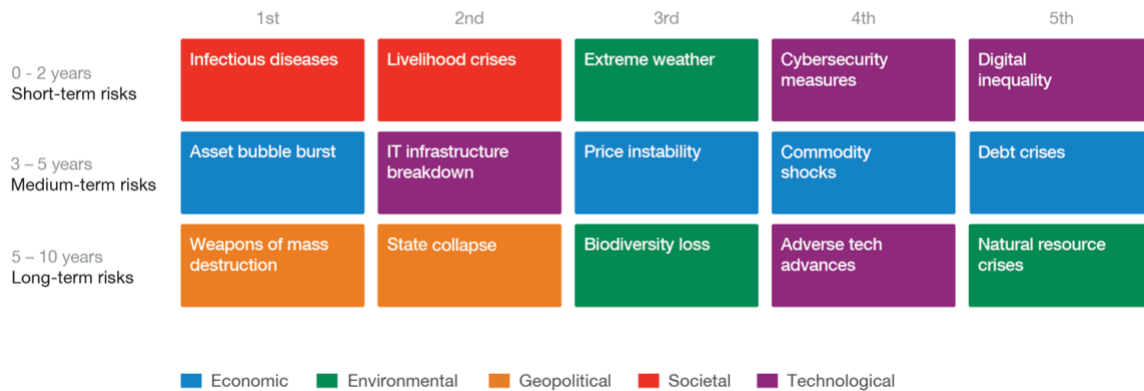 1st 2nd 3rd 4th 5th
0 - 2 years
Short-term risks
Infectious diseases
Livelihood crises
Extreme weather
Cybersecurity
measures
Digital
inequality
3 – 5 years
Medium-term risks
Asset bubble burst
IT infrastructure
breakdown
Price instability
Commodity
shocks
Debt crises
5 – 10 years
Long-term risks
Weapons of mass
destruction
State collapse
Biodiversity loss
Adverse tech
advances
Natural resource
crises
Economic Environmental Geopolitical Societal Technological